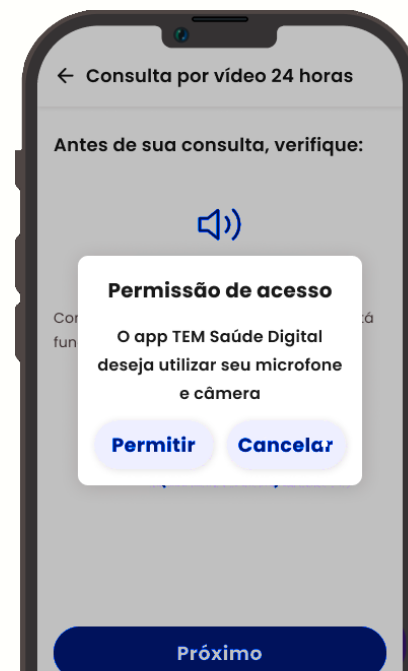 ← Consulta por vídeo 24 horas
Antes de sua consulta, verifique:
Permissão de acesso
O app TEM Saúde Digital
deseja utilizar seu microfone
e câmera
Permitir Cancelar
Próximo